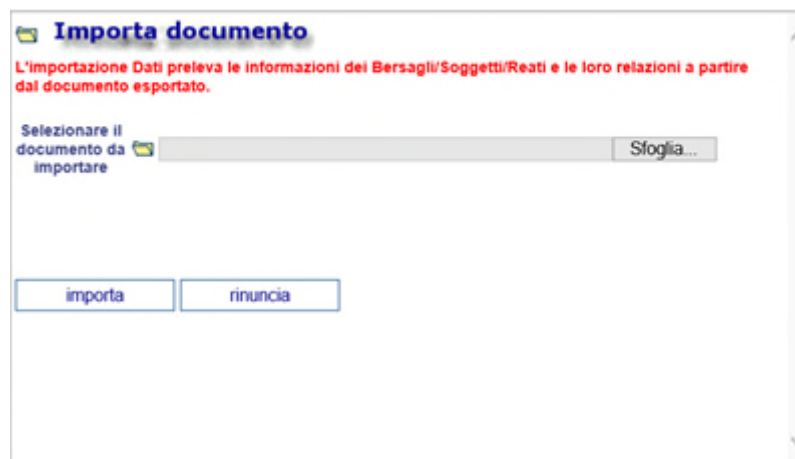 Importa documento
L'importazione Dati preleva le informazioni dei Bersagli/Soggetti/Reati e le loro relazioni a partire
dal documento esportato.
Selezionare il
documento da
importare
Sfoglia...
importa
rinuncia